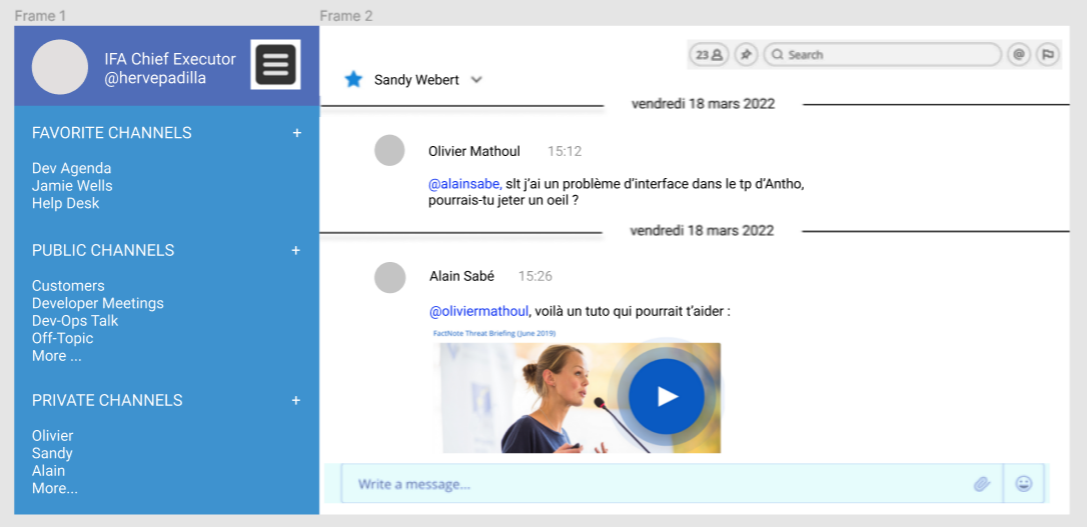 Frame 1
Frame 2
IFA Chief Executor
@hervepadilla
FAVORITE CHANNELS +
Dev Agenda
Jamie Wells
Help Desk
PUBLIC CHANNELS +
Customers
Developer Meetings
Dev-Ops Talk
Off-Topic
More ...
PRIVATE CHANNELS +
Olivier
Sandy
Alain
More...
23
Search
@
Sandy Webert
vendredi 18 mars 2022
Olivier Mathoul 15:12
@alainsabe, slt j’ai un problème d’interface dans le tp d’Antho,
pourrais-tu jeter un oeil ?
vendredi 18 mars 2022
Alain Sabé 15:26
@oliviermathoul, voilà un tuto qui pourrait t’aider :
FactNote Threat Briefing (June 2019)
Write a message...